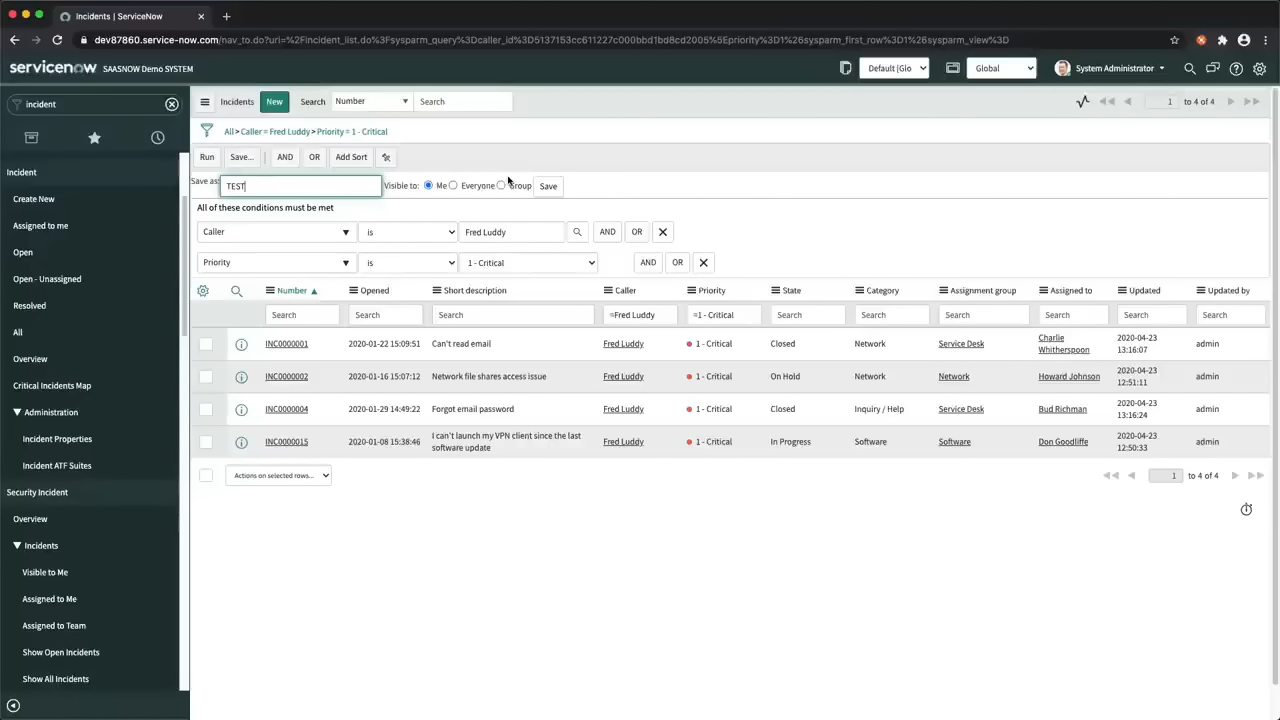 Incidents | ServiceNow
dev87860.service-now.com/nav_to.do?uri=%2Fincident_list.do%3Fsysparm_query%3Dcaller_id%3D5137153cc611227c000bbd1bd8cd2005%5Epriority%3D1%26sysparm_first_row%3D1%26sysparm_view%3D
servicenow SAASNOW Demo SYSTEM Default [Glo Global System Administrator
incident
Incidents New Search Number Search 1 to 4 of 4
All > Caller = Fred Luddy > Priority = 1 - Critical
Run Save... AND OR Add Sort
Save as: TEST Visible to: Me Everyone Group Save
All of these conditions must be met
Caller is Fred Luddy AND OR
Priority is 1 - Critical AND OR
Number Opened Short description Caller Priority State Category Assignment group Assigned to Updated Updated by
Search Search Search =Fred Luddy =1 - Critical Search Search Search Search Search Search
INC0000001 2020-01-22 15:09:51 Can't read email Fred Luddy 1 - Critical Closed Network Service Desk Charlie Whitherspoon 2020-04-23 13:16:07 admin
INC0000002 2020-01-16 15:07:12 Network file shares access issue Fred Luddy 1 - Critical On Hold Network Network Howard Johnson 2020-04-23 12:51:11 admin
INC0000004 2020-01-29 14:49:22 Forgot email password Fred Luddy 1 - Critical Closed Inquiry / Help Service Desk Bud Richman 2020-04-23 13:16:24 admin
INC0000015 2020-01-08 15:38:46 I can't launch my VPN client since the last software update Fred Luddy 1 - Critical In Progress Software Software Don Goodliffe 2020-04-23 12:50:33 admin
Actions on selected rows... 1 to 4 of 4
Incident
Create New
Assigned to me
Open
Open - Unassigned
Resolved
All
Overview
Critical Incidents Map
Administration
Incident Properties
Incident ATF Suites
Security Incident
Overview
Incidents
Visible to Me
Assigned to Me
Assigned to Team
Show Open Incidents
Show All Incidents